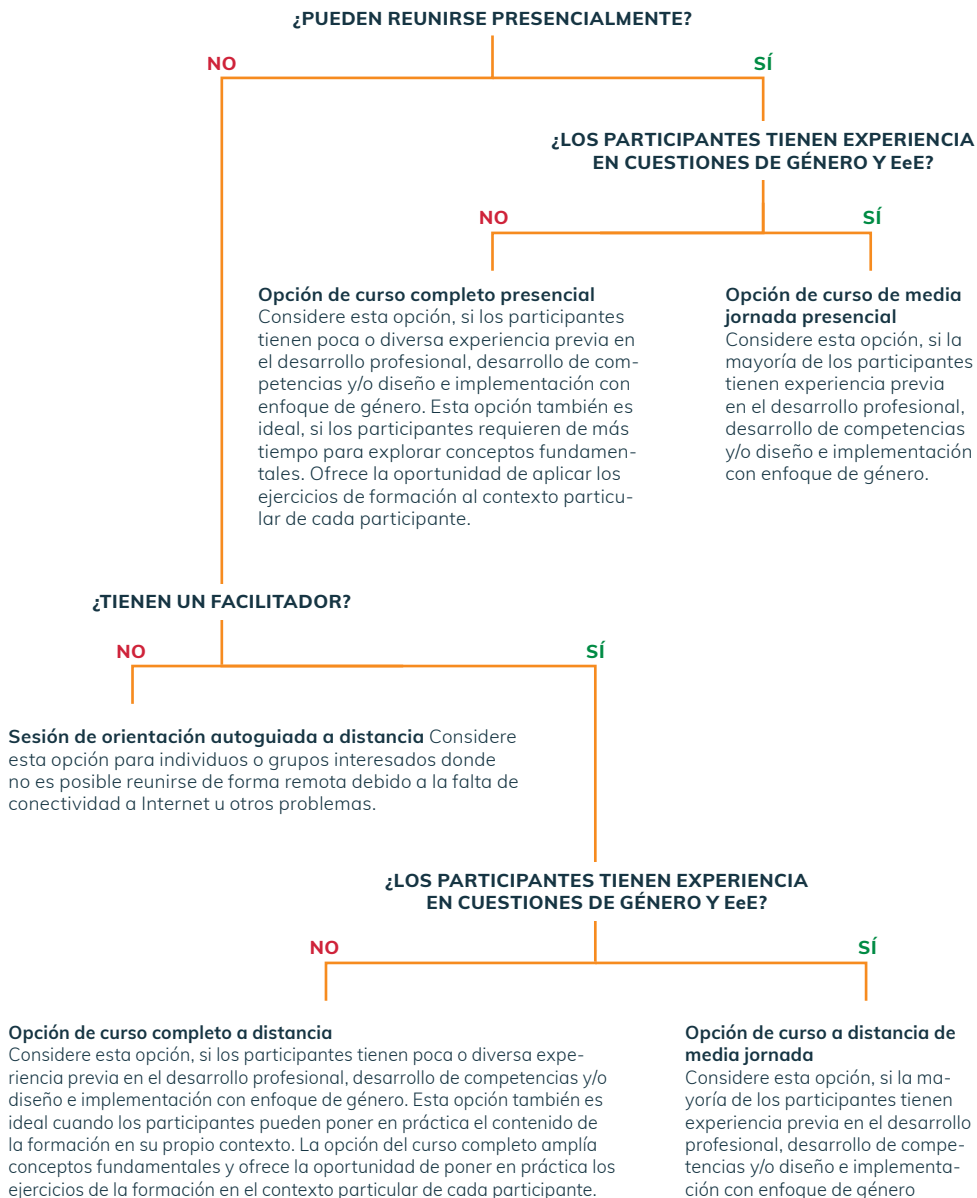 ¿PUEDEN REUNIRSE PRESENCIALMENTE?
NO
SÍ
¿LOS PARTICIPANTES TIENEN EXPERIENCIA
EN CUESTIONES DE GÉNERO Y EeE?
NO
SÍ
Opción de curso completo presencial
Considere esta opción, si los participantes
tienen poca o diversa experiencia previa en
el desarrollo profesional, desarrollo de com-
petencias y/o diseño e implementación con
enfoque de género. Esta opción también es
ideal, si los participantes requieren de más
tiempo para explorar conceptos fundamen-
tales. Ofrece la oportunidad de aplicar los
ejercicios de formación al contexto particu-
lar de cada participante.
Opción de curso de media
jornada presencial
Considere esta opción, si la
mayoría de los participantes
tienen experiencia previa
en el desarrollo profesional,
desarrollo de competencias
y/o diseño e implementación
con enfoque de género.
¿TIENEN UN FACILITADOR?
NO
SÍ
Sesión de orientación autoguiada a distancia Considere
esta opción para individuos o grupos interesados donde
no es posible reunirse de forma remota debido a la falta de
conectividad a Internet u otros problemas.
¿LOS PARTICIPANTES TIENEN EXPERIENCIA
EN CUESTIONES DE GÉNERO Y EeE?
NO
SÍ
Opción de curso completo a distancia
Considere esta opción, si los participantes tienen poca o diversa expe-
riencia previa en el desarrollo profesional, desarrollo de competencias y/o
diseño e implementación con enfoque de género. Esta opción también es
ideal cuando los participantes pueden poner en práctica el contenido de
la formación en su propio contexto. La opción del curso completo amplía
conceptos fundamentales y ofrece la oportunidad de poner en práctica los
ejercicios de la formación en el contexto particular de cada participante.
Opción de curso a distancia de
media jornada
Considere esta opción, si la ma-
yoría de los participantes tienen
experiencia previa en el desarrollo
profesional, desarrollo de compe-
tencias y/o diseño e implementa-
ción con enfoque de género